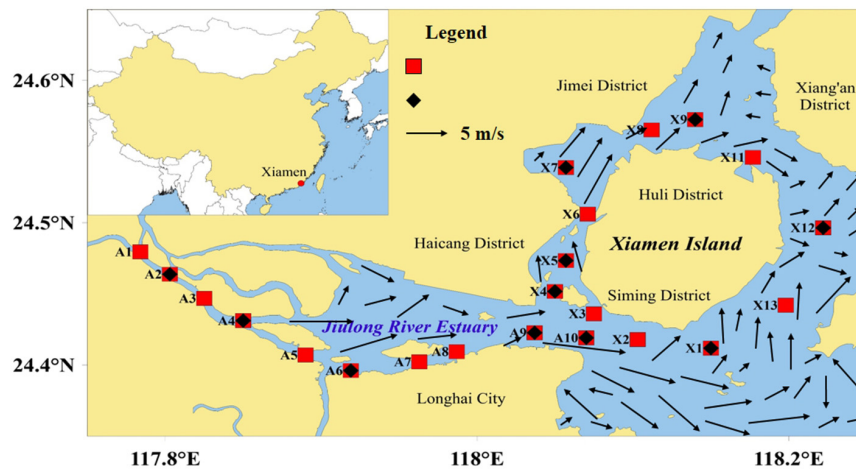 Legend
5 m/s
Xiamen
24.6°N
24.5°N
24.4°N
117.8°E
118°E
118.2°E
Jimei District
Xiang'an
District
Huli District
Haicang District
Xiamen Island
Siming District
Jiulong River Estuary
Longhai City
A1
A2
A3
A4
A5
A6
A7
A8
A9
A10
X1
X2
X3
X4
X5
X6
X7
X8
X9
X11
X12
X13